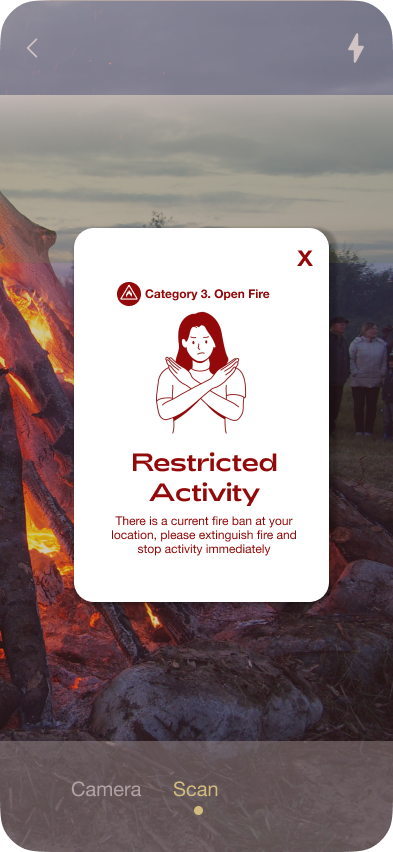 X
Category 3. Open Fire
Restricted
Activity
There is a current fire ban at your
location, please extinguish fire and
stop activity immediately
Camera Scan